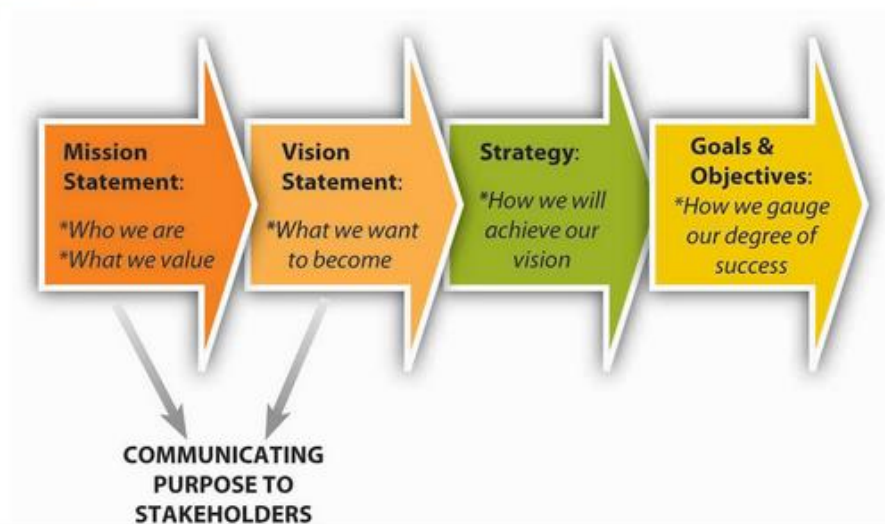 Mission
Statement:
*Who we are
*What we value
Vision
Statement:
*What we want
to become
Strategy:
*How we will
achieve our
vision
Goals &
Objectives:
*How we gauge
our degree of
success
COMMUNICATING
PURPOSE TO
STAKEHOLDERS